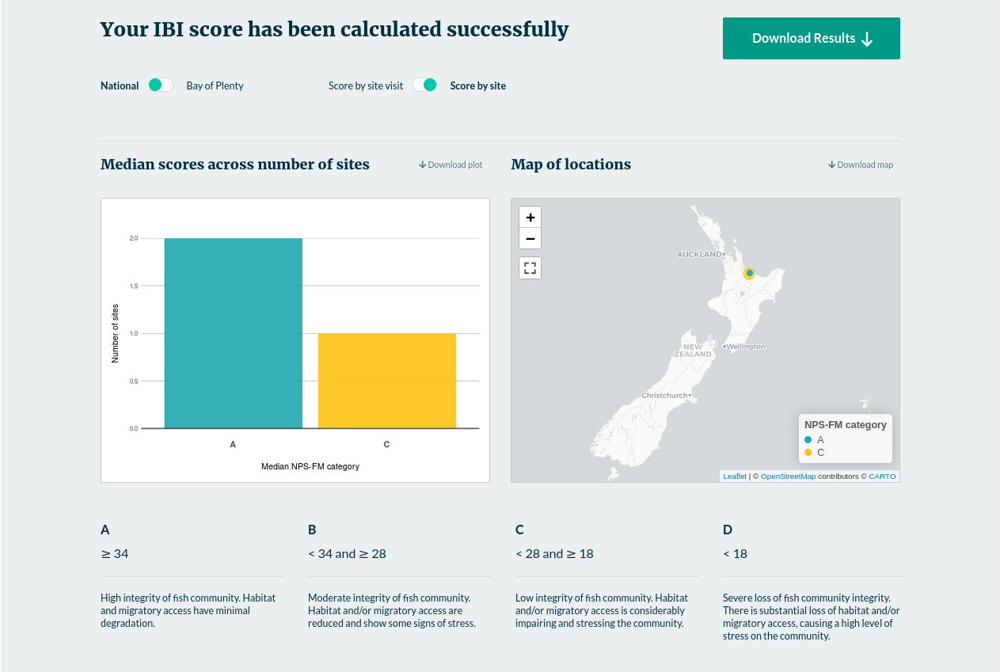 Your IBI score has been calculated successfully
Download Results
National
Bay of Plenty
Score by site visit
Score by site
Median scores across number of sites
Download plot
Map of locations
Download map
2.0
1.5
1.0
0.5
0.0
Number of sites
A
C
Median NPS-FM category
+
−
AUCKLAND
NEW
ZEALAND
Wellington
Christchurch
NPS-FM category
A
C
Leaflet | © OpenStreetMap contributors © CARTO
A
≥ 34
High integrity of fish community. Habitat
and migratory access have minimal
degradation.
B
< 34 and ≥ 28
Moderate integrity of fish community.
Habitat and/or migratory access are
reduced and show some signs of stress.
C
< 28 and ≥ 18
Low integrity of fish community. Habitat
and/or migratory access is considerably
impairing and stressing the community.
D
< 18
Severe loss of fish community integrity.
There is substantial loss of habitat and/or
migratory access, causing a high level of
stress on the community.